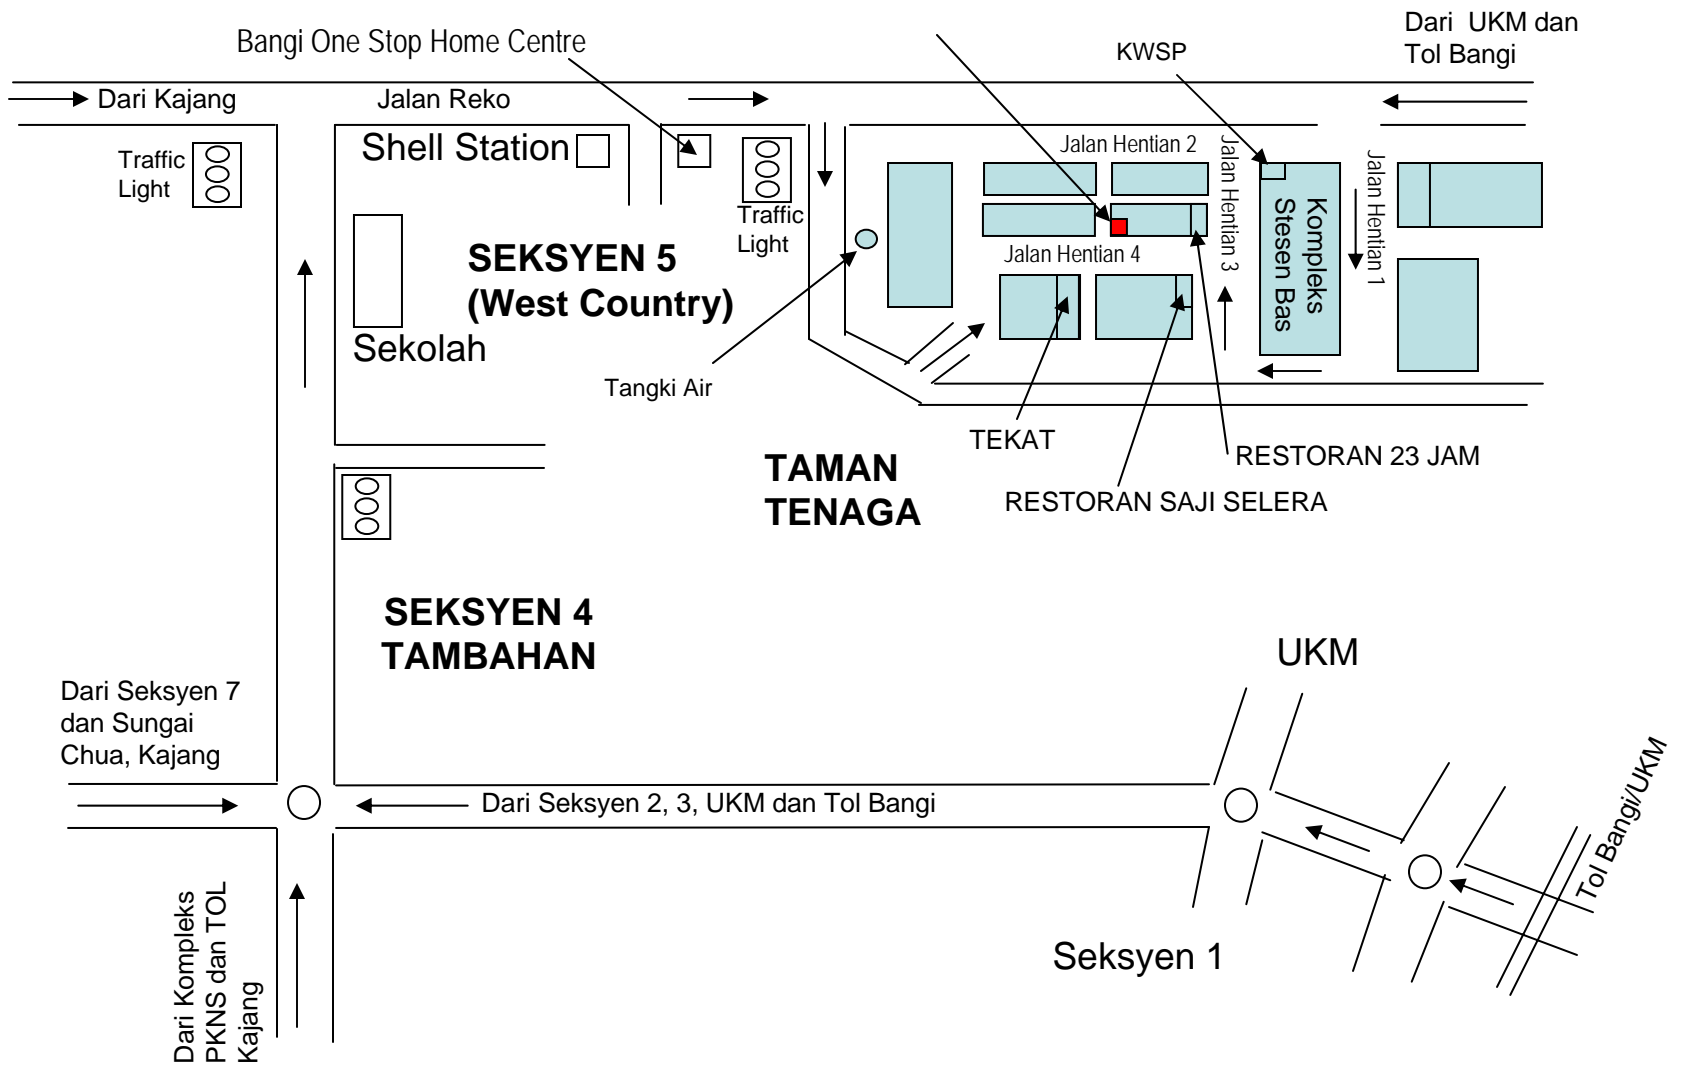 Bangi One Stop Home Centre
KWSP
Dari UKM dan
Tol Bangi
Dari Kajang
Jalan Reko
Traffic
Light
Shell Station
Traffic
Light
Jalan Hentian 2
Jalan Hentian 3
Kompleks
Stesen Bas
Jalan Hentian 1
Jalan Hentian 4
SEKSYEN 5
(West Country)
Sekolah
Tangki Air
TEKAT
RESTORAN 23 JAM
RESTORAN SAJI SELERA
TAMAN
TENAGA
SEKSYEN 4
TAMBAHAN
UKM
Dari Seksyen 7
dan Sungai
Chua, Kajang
Dari Seksyen 2, 3, UKM dan Tol Bangi
Tol Bangi/UKM
Dari Kompleks
PKNS dan TOL
Kajang
Seksyen 1